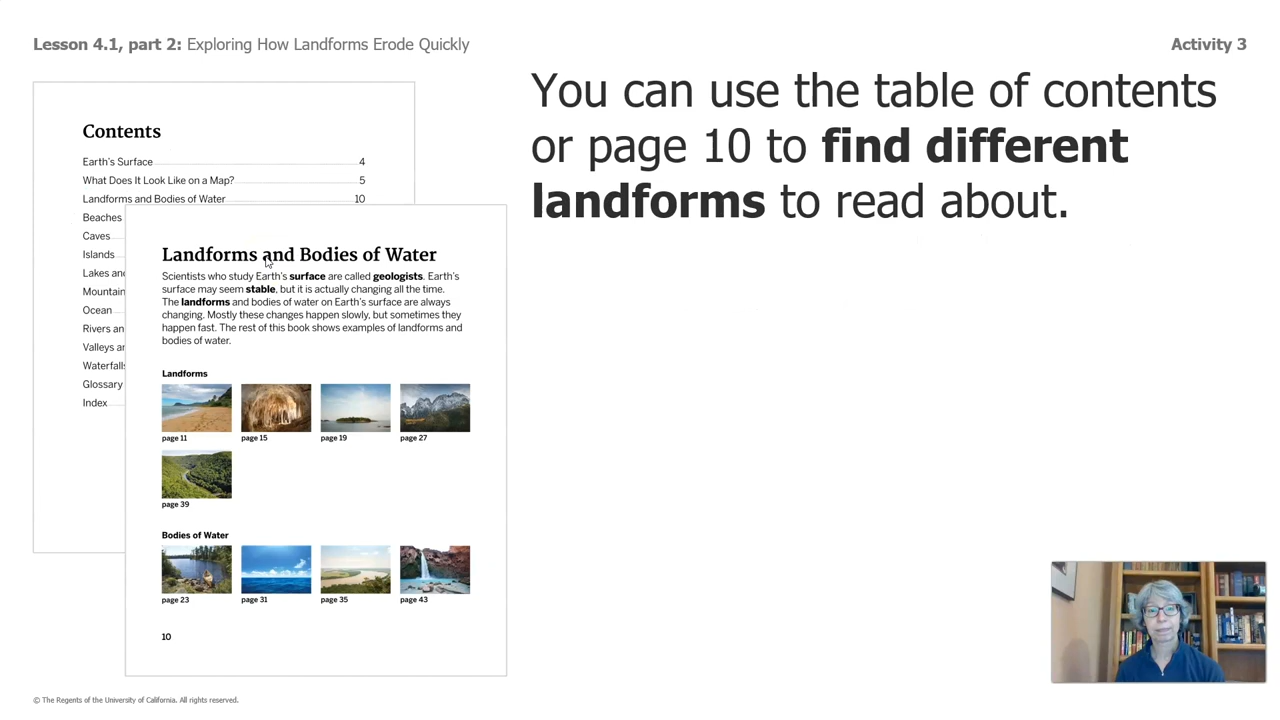 Lesson 4.1, part 2: Exploring How Landforms Erode Quickly
Activity 3
You can use the table of contents
or page 10 to find different
landforms to read about.
Contents
Earth's Surface 4
What Does It Look Like on a Map? 5
Landforms and Bodies of Water 10
Beaches
Caves
Islands
Lakes and
Mountain
Ocean
Rivers an
Valleys ar
Waterfalls
Glossary
Index
Landforms and Bodies of Water
Scientists who study Earth's surface are called geologists. Earth's
surface may seem stable, but it is actually changing all the time.
The landforms and bodies of water on Earth's surface are always
changing. Mostly these changes happen slowly, but sometimes they
happen fast. The rest of this book shows examples of landforms and
bodies of water.
Landforms
page 11 page 15 page 19 page 27
page 39
Bodies of Water
page 23 page 31 page 35 page 43
10
© The Regents of the University of California. All rights reserved.